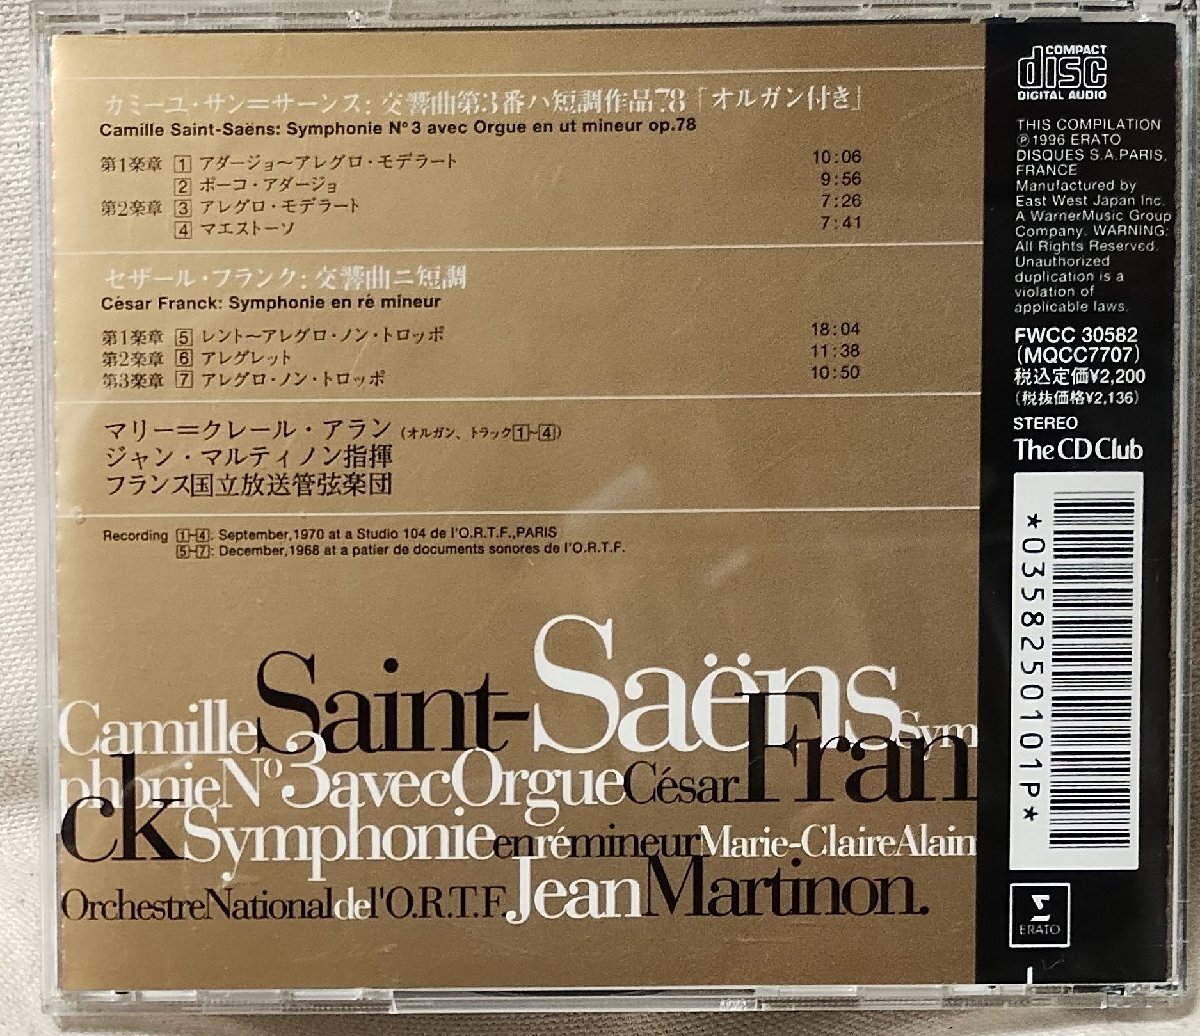 カミーユ・サン＝サーンス: 交響曲第3番ハ短調作品78「オルガン付き」
Camille Saint-Saëns: Symphonie N° 3 avec Orgue en ut mineur op.78
第1楽章 1 アダージョ〜アレグロ・モデラート 10:06
2 ポーコ・アダージョ 9:56
第2楽章 3 アレグロ・モデラート 7:26
4 マエストーソ 7:41
セザール・フランク: 交響曲ニ短調
César Franck: Symphonie en ré mineur
第1楽章 5 レント〜アレグロ・ノン・トロッポ 18:04
第2楽章 6 アレグレット 11:38
第3楽章 7 アレグロ・ノン・トロッポ 10:50
マリー＝クレール・アラン (オルガン、トラック1-4)
ジャン・マルティノン指揮
フランス国立放送管弦楽団
Recording 1-4: September,1970 at a Studio 104 de l'O.R.T.F.,PARIS
5-7: December,1968 at a patier de documents sonores de l'O.R.T.F.
Camille Saint-Saëns Sym
phonie N° 3 avec Orgue César Fran
ck Symphonie en ré mineur Marie-Claire Alain
Orchestre National de l'O.R.T.F. Jean Martinon.
COMPACT
disc
DIGITAL AUDIO
THIS COMPILATION
℗1996 ERATO
DISQUES S.A.PARIS,
FRANCE
Manufactured by
East West Japan Inc.
A WarnerMusic Group
Company. WARNING:
All Rights Reserved.
Unauthorized
duplication is a
violation of
applicable laws.
FWCC 30582
(MQCC7707)
税込定価¥2,200
(税抜価格¥2,136)
STEREO
The CD Club
*0358250101P*
ERATO